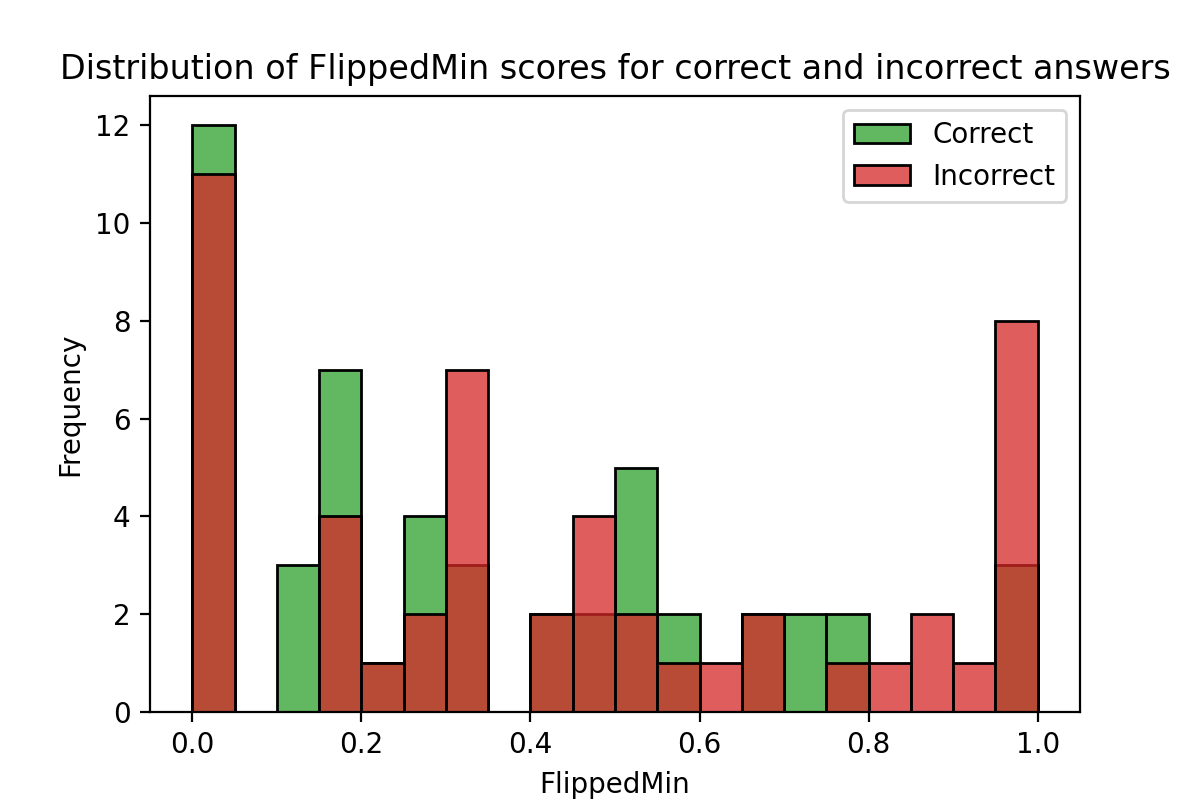 Distribution of FlippedMin scores for correct and incorrect answers
Correct
Incorrect
12
10
8
6
4
2
0
Frequency
0.0 0.2 0.4 0.6 0.8 1.0
FlippedMin